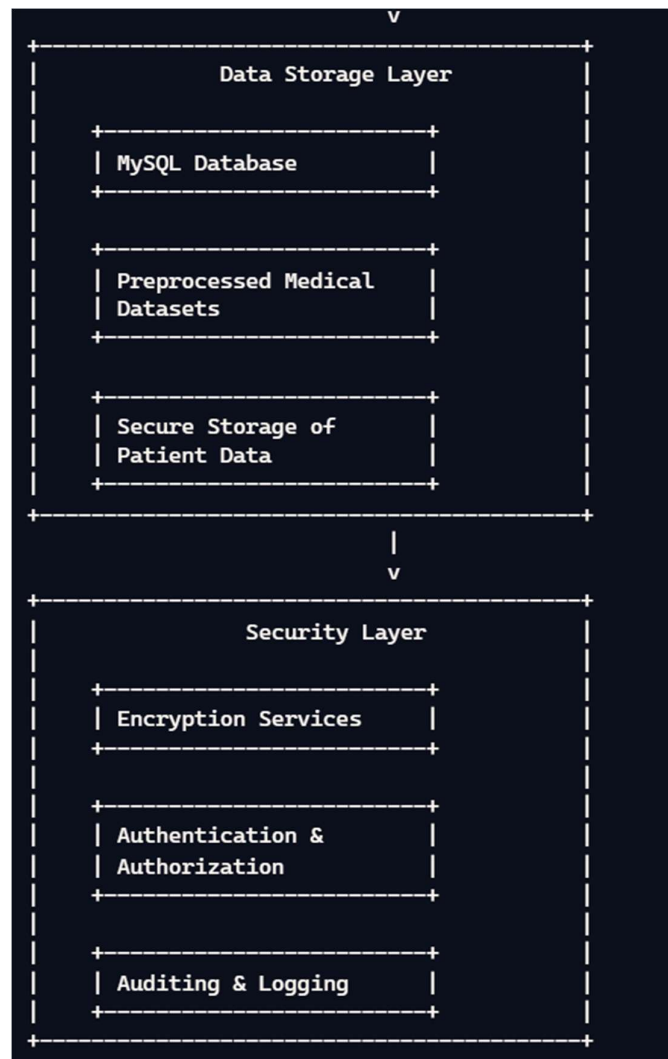 v
Data Storage Layer
MySQL Database
Preprocessed Medical
Datasets
Secure Storage of
Patient Data
v
Security Layer
Encryption Services
Authentication &
Authorization
Auditing & Logging